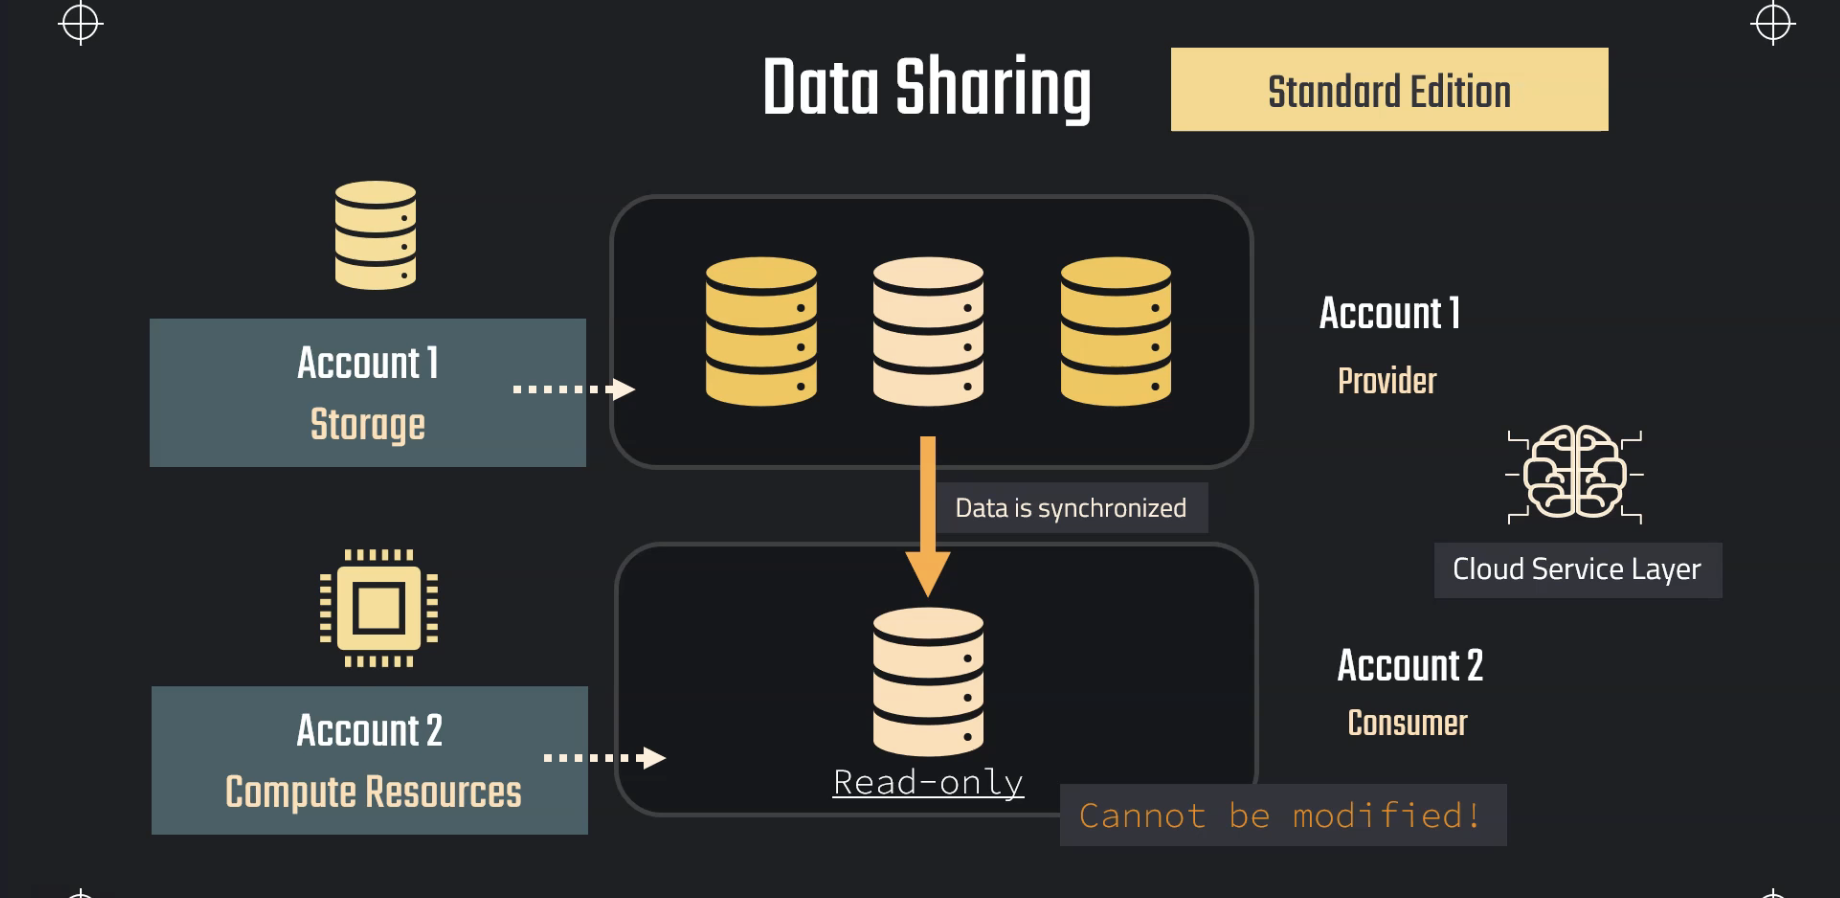 Data Sharing
Standard Edition
Account 1
Storage
Account 1
Provider
Data is synchronized
Cloud Service Layer
Account 2
Compute Resources
Account 2
Consumer
Read-only
Cannot be modified!